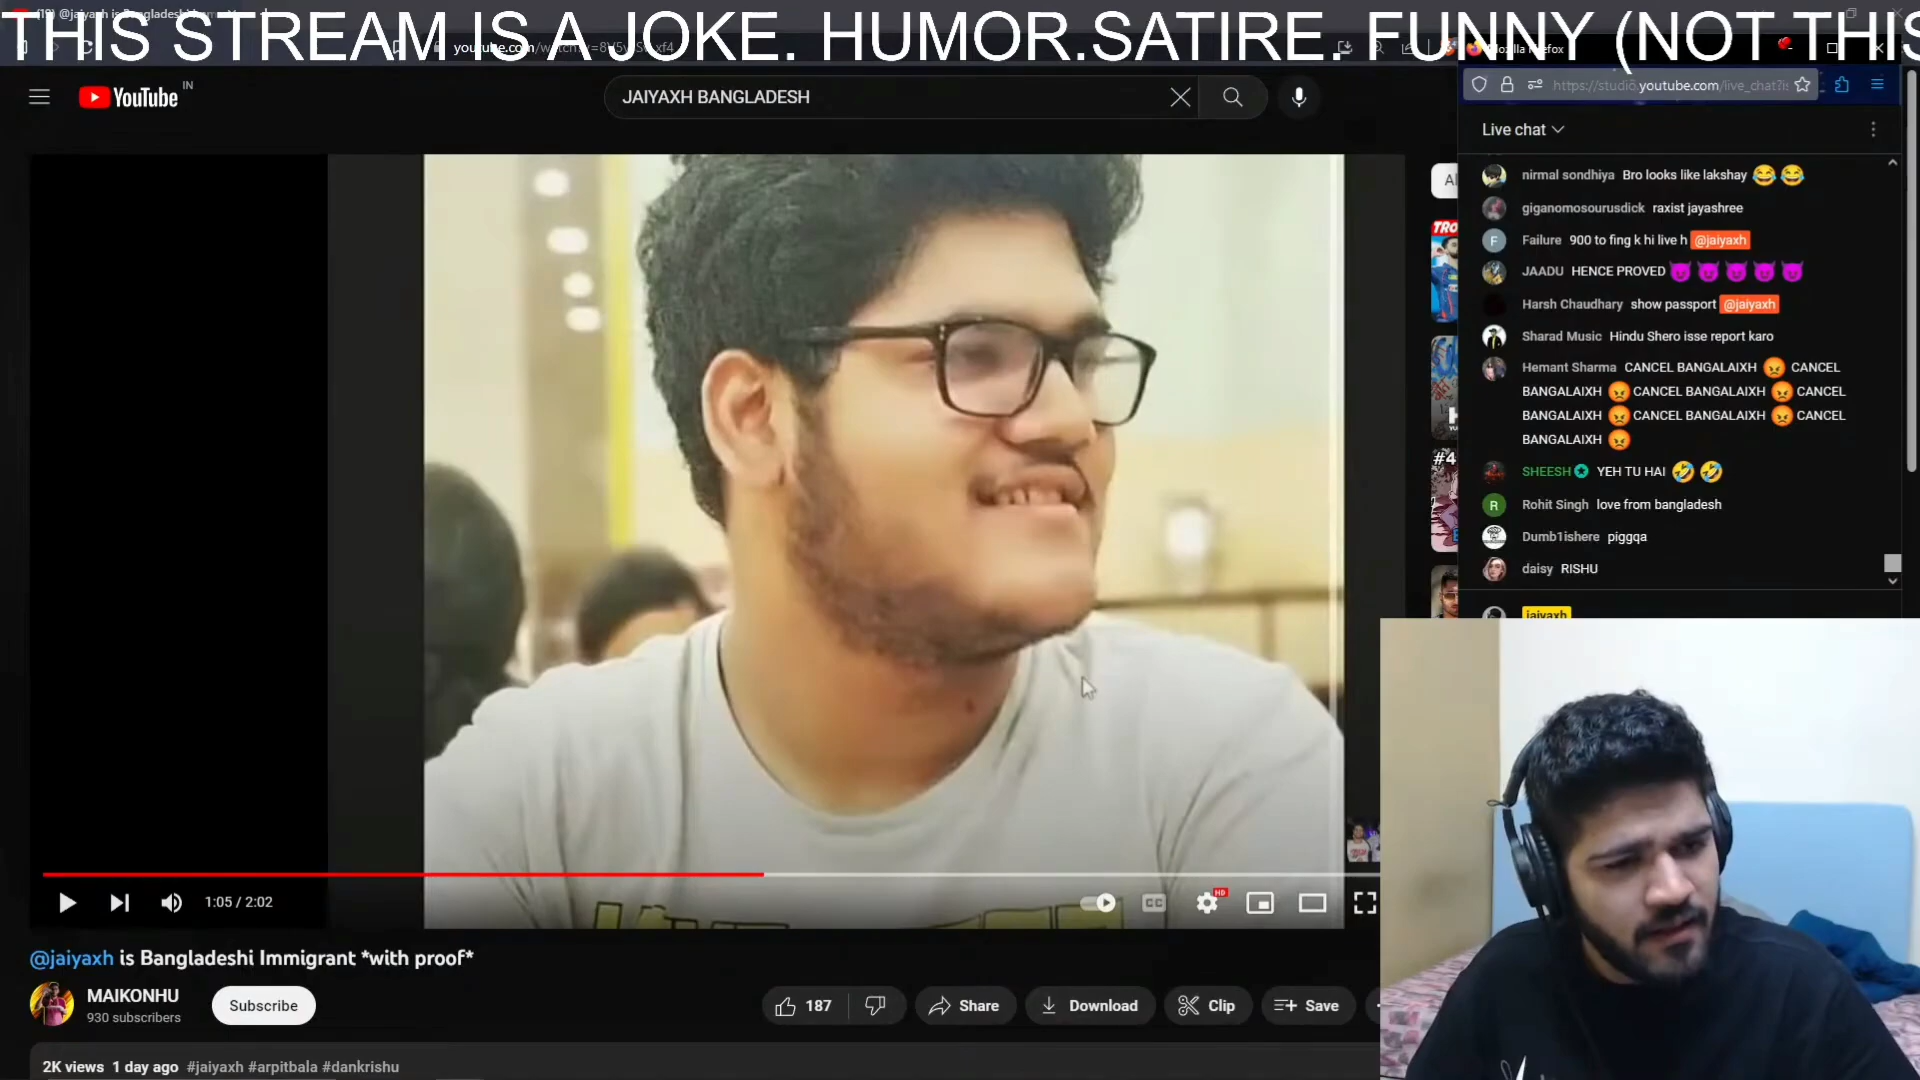 THIS STREAM IS A JOKE. HUMOR.SATIRE. FUNNY (NOT THIS
YouTube IN
JAIYAXH BANGLADESH
Live chat
nirmal sondhiya Bro looks like lakshay 😂 😂
giganomosourusdick raxist jayashree
F Failure 900 to fing k hi live h @jaiyaxh
JAADU HENCE PROVED 😈 😈 😈 😈 😈
Harsh Chaudhary show passport @jaiyaxh
Sharad Music Hindu Shero isse report karo
Hemant Sharma CANCEL BANGALAIXH 😡 CANCEL
BANGALAIXH 😡 CANCEL BANGALAIXH 😡 CANCEL
BANGALAIXH 😡 CANCEL BANGALAIXH 😡 CANCEL
BANGALAIXH 😡
SHEESH YEH TU HAI 🤣 🤣
R Rohit Singh love from bangladesh
Dumb1ishere piggqa
daisy RISHU
jaiyaxh
#4
1:05 / 2:02
CC
HD
@jaiyaxh is Bangladeshi Immigrant *with proof*
MAIKONHU
930 subscribers
Subscribe
187
Share
Download
Clip
Save
2K views 1 day ago #jaiyaxh #arpitbala #dankrishu